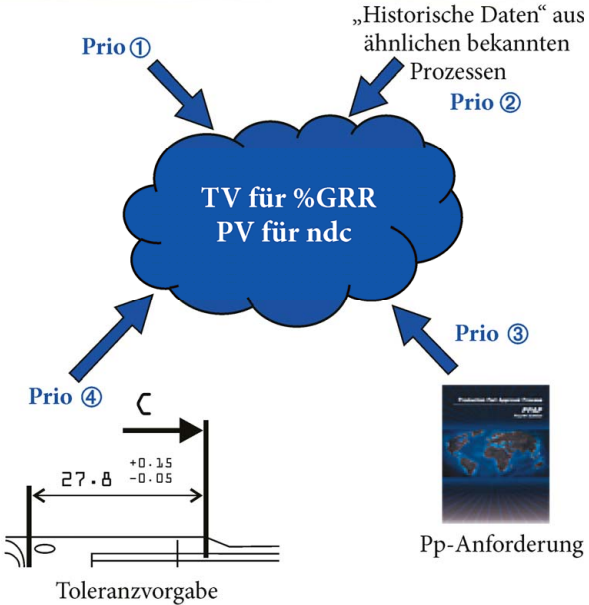 „Historische Daten“ aus
ähnlichen bekannten
Prozessen
Prio ①
Prio ②
TV für %GRR
PV für ndc
Prio ③
Prio ④
C
27.8 +0.15
-0.05
Production Part Approval Process
PPAP
Pp-Anforderung
Toleranzvorgabe